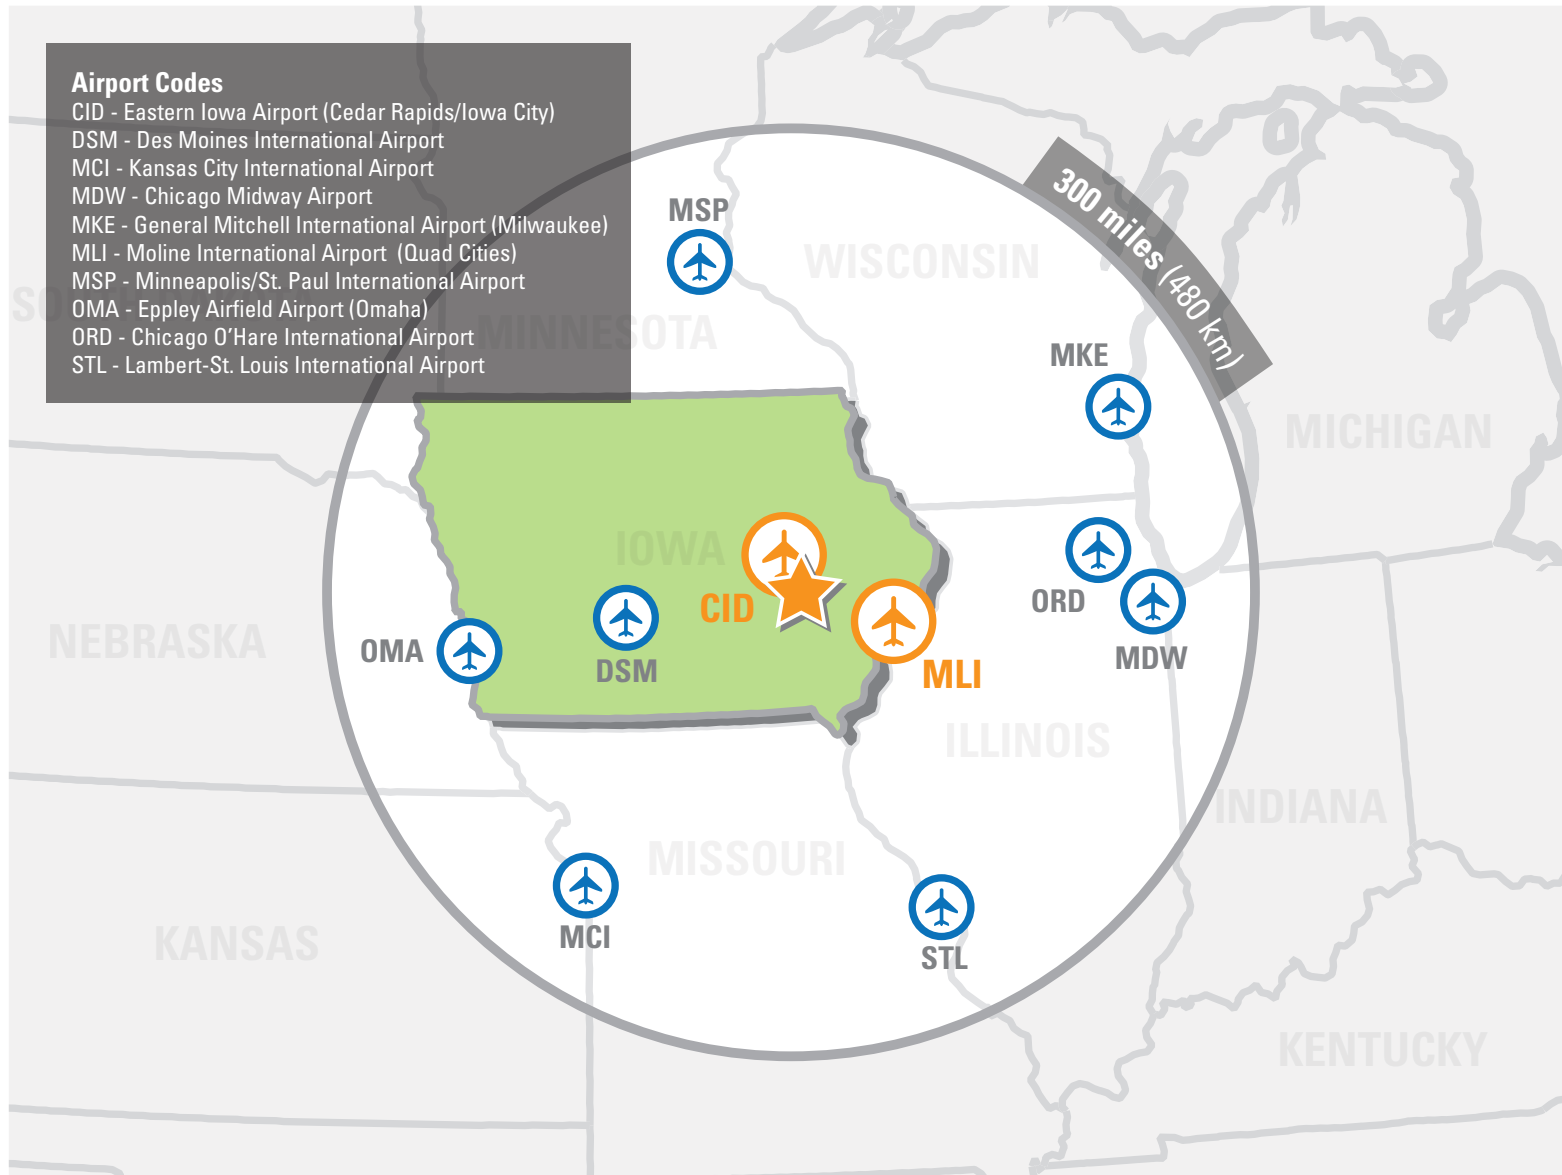 Airport Codes
CID - Eastern Iowa Airport (Cedar Rapids/Iowa City)
DSM - Des Moines International Airport
MCI - Kansas City International Airport
MDW - Chicago Midway Airport
MKE - General Mitchell International Airport (Milwaukee)
MLI - Moline International Airport (Quad Cities)
MSP - Minneapolis/St. Paul International Airport
OMA - Eppley Airfield Airport (Omaha)
ORD - Chicago O'Hare International Airport
STL - Lambert-St. Louis International Airport
300 miles (480 km)
MSP
WISCONSIN
SOUTH DAKOTA
MINNESOTA
MKE
MICHIGAN
IOWA
CID
ORD
NEBRASKA
OMA
DSM
MLI
MDW
ILLINOIS
INDIANA
MISSOURI
KANSAS
MCI
STL
KENTUCKY